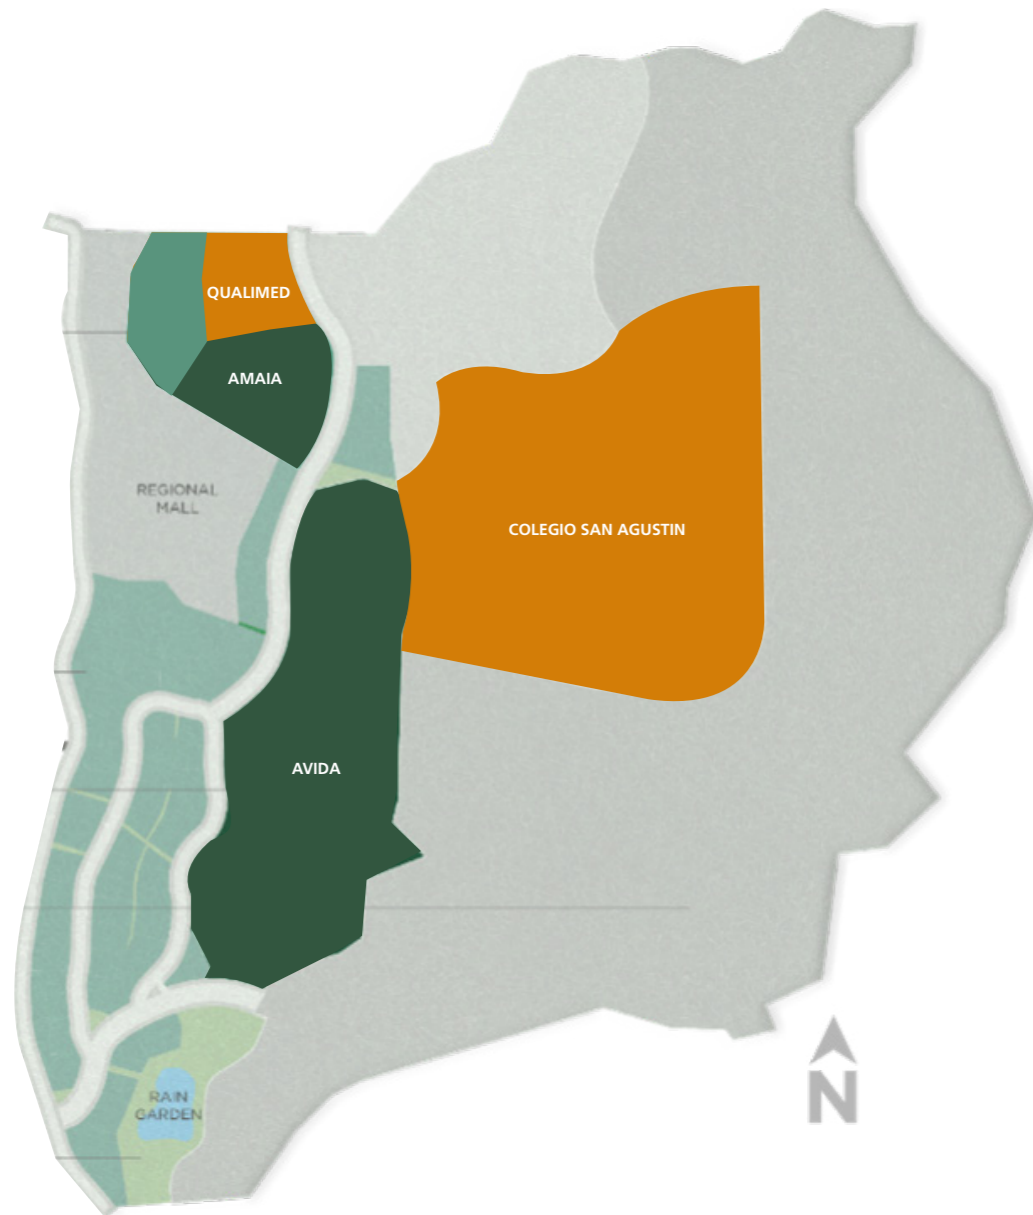 QUALIMED
AMAIA
REGIONAL
MALL
COLEGIO SAN AGUSTIN
AVIDA
RAIN
GARDEN
N